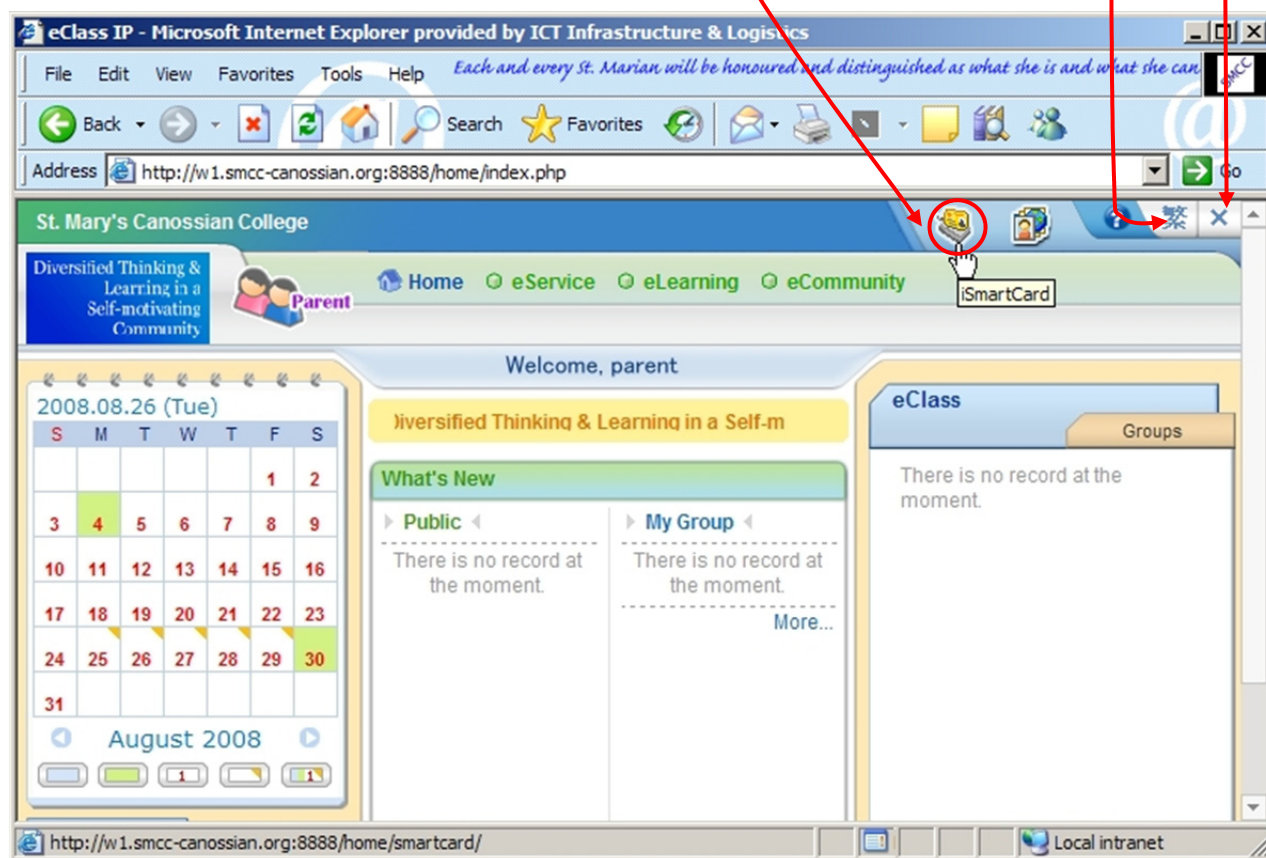 eClass IP - Microsoft Internet Explorer provided by ICT Infrastructure & Logistics
File Edit View Favorites Tools Help
Each and every St. Marian will be honoured and distinguished as what she is and what she can
SMCC
Back Search Favorites
Address http://w1.smcc-canossian.org:8888/home/index.php Go
St. Mary's Canossian College
? 繁
Diversified Thinking &
Learning in a
Self-motivating
Community
Parent
Home eService eLearning eCommunity
iSmartCard
Welcome, parent
2008.08.26 (Tue)
S M T W T F S
1 2
3 4 5 6 7 8 9
10 11 12 13 14 15 16
17 18 19 20 21 22 23
24 25 26 27 28 29 30
31
August 2008
1 1
Diversified Thinking & Learning in a Self-m
What's New
Public
There is no record at
the moment.
My Group
There is no record at
the moment.
More...
eClass
Groups
There is no record at the
moment.
http://w1.smcc-canossian.org:8888/home/smartcard/
Local intranet